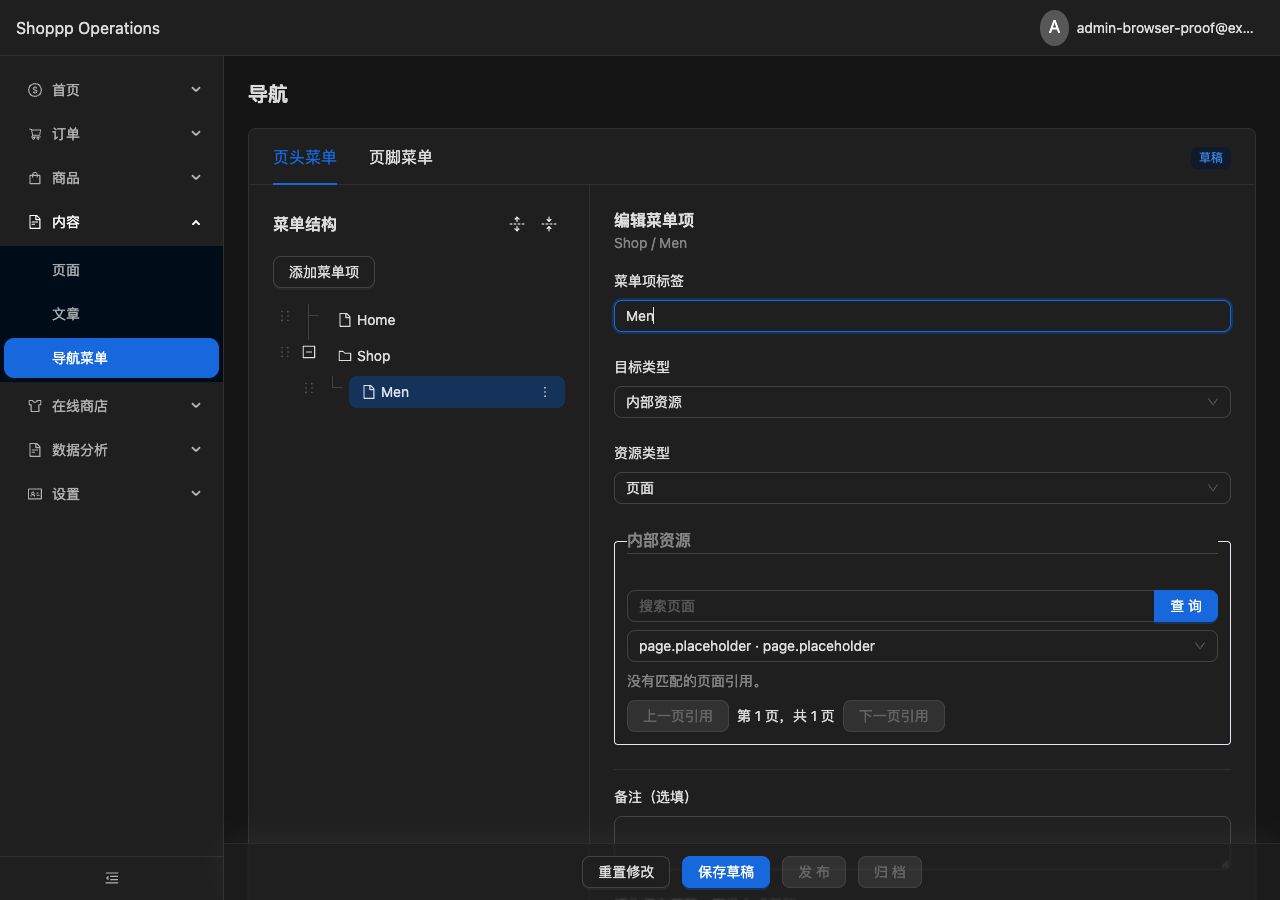 Shoppp Operations
A
admin-browser-proof@ex...
首页
订单
商品
内容
页面
文章
导航菜单
在线商店
数据分析
设置
导航
页头菜单
页脚菜单
草稿
菜单结构
添加菜单项
Home
Shop
Men
编辑菜单项
Shop / Men
菜单项标签
Men
目标类型
内部资源
资源类型
页面
内部资源
搜索页面
查 询
page.placeholder · page.placeholder
没有匹配的页面引用。
上一页引用
第 1 页，共 1 页
下一页引用
备注（选填）
重置修改
保存草稿
发 布
归 档